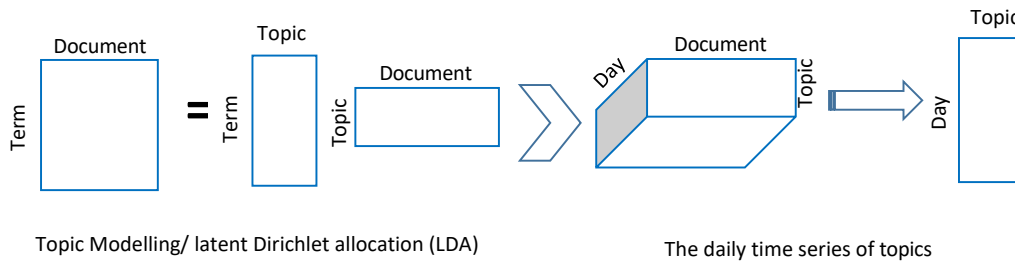 Document
Term
=
Topic
Term
Document
Topic
Document
Day
Topic
Topic
Day
Topic Modelling/ latent Dirichlet allocation (LDA)
The daily time series of topics